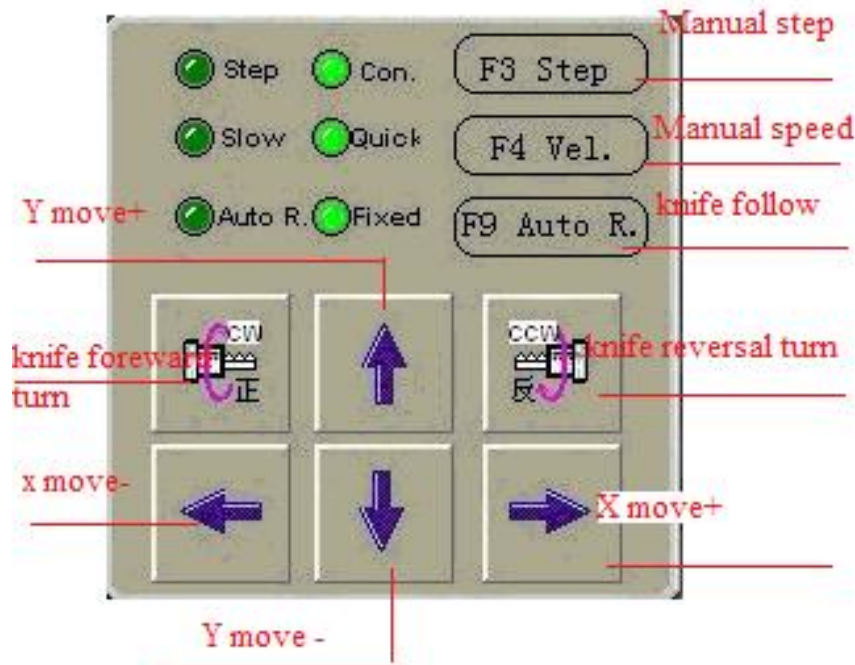 Manual step
Step Con. F3 Step
Manual speed
Slow Quick F4 Vel.
knife follow
Y move+
Auto R. Fixed F9 Auto R.
CW
CCW
knife foreward
turn
knife reversal turn
正
反
x move-
X move+
Y move -